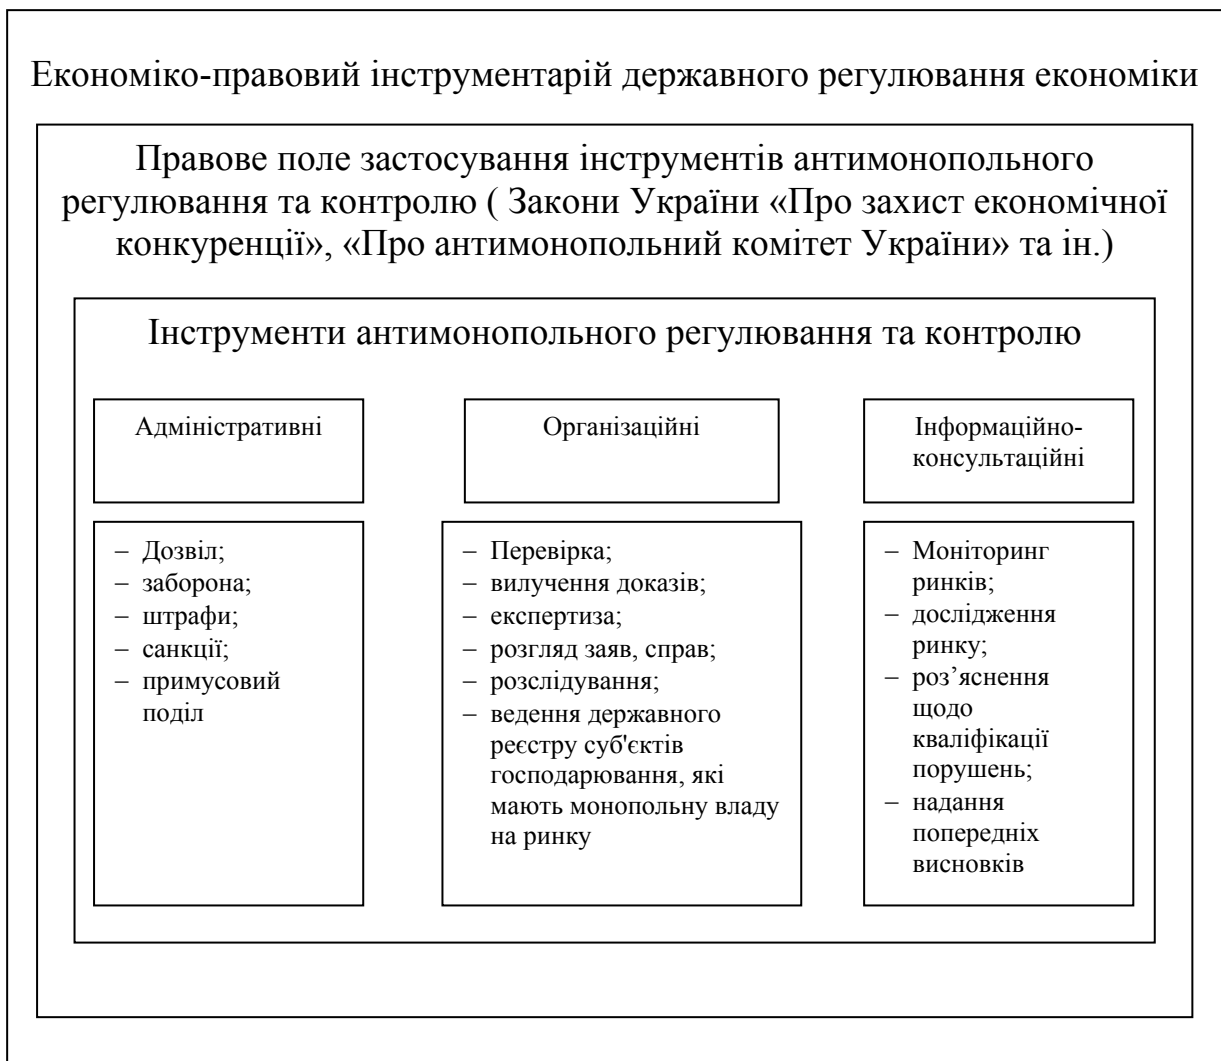 Економіко-правовий інструментарій державного регулювання економіки
Правове поле застосування інструментів антимонопольного
регулювання та контролю ( Закони України «Про захист економічної
конкуренції», «Про антимонопольний комітет України» та ін.)
Інструменти антимонопольного регулювання та контролю
Адміністративні
Організаційні
Інформаційно-
консультаційні
– Дозвіл;
– заборона;
– штрафи;
– санкції;
– примусовий
поділ
– Перевірка;
– вилучення доказів;
– експертиза;
– розгляд заяв, справ;
– розслідування;
– ведення державного
реєстру суб'єктів
господарювання, які
мають монопольну владу
на ринку
– Моніторинг
ринків;
– дослідження
ринку;
– роз’яснення
щодо
кваліфікації
порушень;
– надання
попередніх
висновків